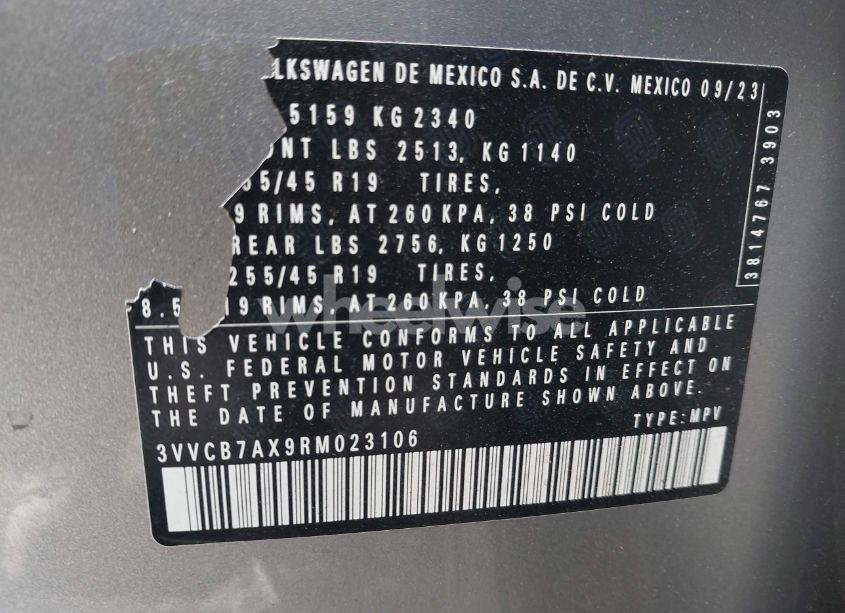 LKSWAGEN DE MEXICO S.A. DE C.V. MEXICO 09/23
5159 KG 2340
NT LBS 2513, KG 1140
55/45 R19 TIRES,
9 RIMS, AT 260 KPA, 38 PSI COLD
REAR LBS 2756, KG 1250
255/45 R19 TIRES,
8.5 19 RIMS, AT 260 KPA, 38 PSI COLD
THIS VEHICLE CONFORMS TO ALL APPLICABLE
U.S. FEDERAL MOTOR VEHICLE SAFETY AND
THEFT PREVENTION STANDARDS IN EFFECT ON
THE DATE OF MANUFACTURE SHOWN ABOVE.
TYPE: MPV
3VVCB7AX9RM023106
3814767 3903
wheelwise